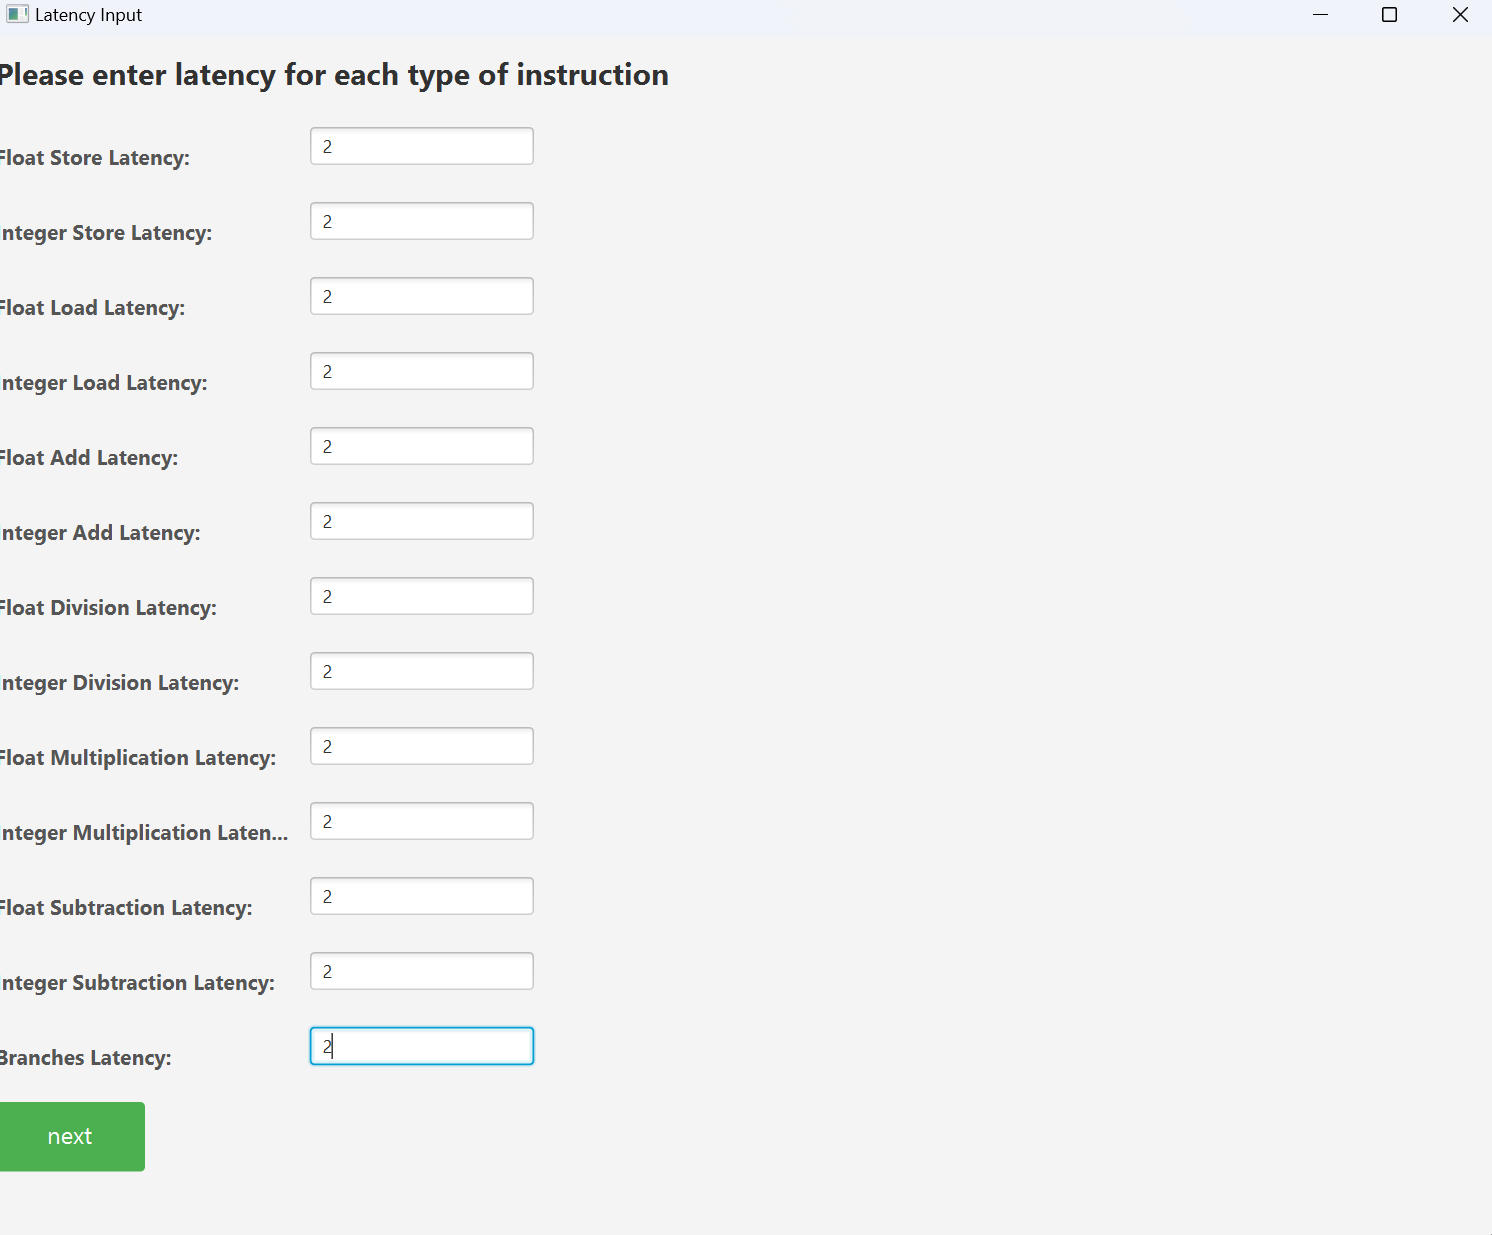 Latency Input
Please enter latency for each type of instruction
Float Store Latency: 2
Integer Store Latency: 2
Float Load Latency: 2
Integer Load Latency: 2
Float Add Latency: 2
Integer Add Latency: 2
Float Division Latency: 2
Integer Division Latency: 2
Float Multiplication Latency: 2
Integer Multiplication Laten... 2
Float Subtraction Latency: 2
Integer Subtraction Latency: 2
Branches Latency: 2
next